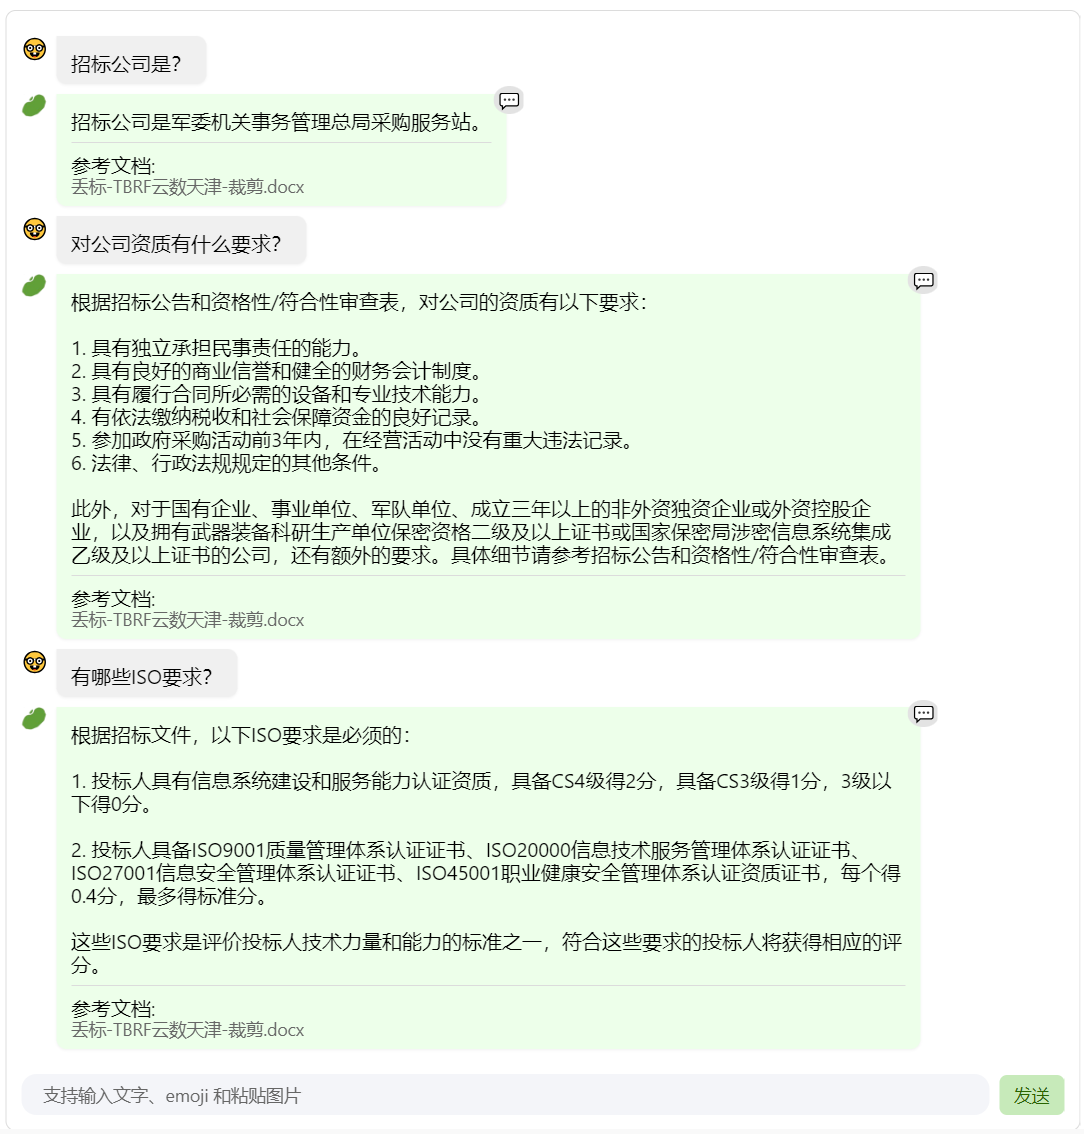 招标公司是？
招标公司是军委机关事务管理总局采购服务站。
参考文档:
丢标-TBRF云数天津-裁剪.docx
对公司资质有什么要求？
根据招标公告和资格性/符合性审查表，对公司的资质有以下要求：
1. 具有独立承担民事责任的能力。
2. 具有良好的商业信誉和健全的财务会计制度。
3. 具有履行合同所必需的设备和专业技术能力。
4. 有依法缴纳税收和社会保障资金的良好记录。
5. 参加政府采购活动前3年内，在经营活动中没有重大违法记录。
6. 法律、行政法规规定的其他条件。
此外，对于国有企业、事业单位、军队单位、成立三年以上的非外资独资企业或外资控股企
业，以及拥有武器装备科研生产单位保密资格二级及以上证书或国家保密局涉密信息系统集成
乙级及以上证书的公司，还有额外的要求。具体细节请参考招标公告和资格性/符合性审查表。
参考文档:
丢标-TBRF云数天津-裁剪.docx
有哪些ISO要求？
根据招标文件，以下ISO要求是必须的：
1. 投标人具有信息系统建设和服务能力认证资质，具备CS4级得2分，具备CS3级得1分，3级以
下得0分。
2. 投标人具备ISO9001质量管理体系认证证书、ISO20000信息技术服务管理体系认证证书、
ISO27001信息安全管理体系认证证书、ISO45001职业健康安全管理体系认证资质证书，每个得
0.4分，最多得标准分。
这些ISO要求是评价投标人技术力量和能力的标准之一，符合这些要求的投标人将获得相应的评
分。
参考文档:
丢标-TBRF云数天津-裁剪.docx
支持输入文字、emoji 和粘贴图片
发送